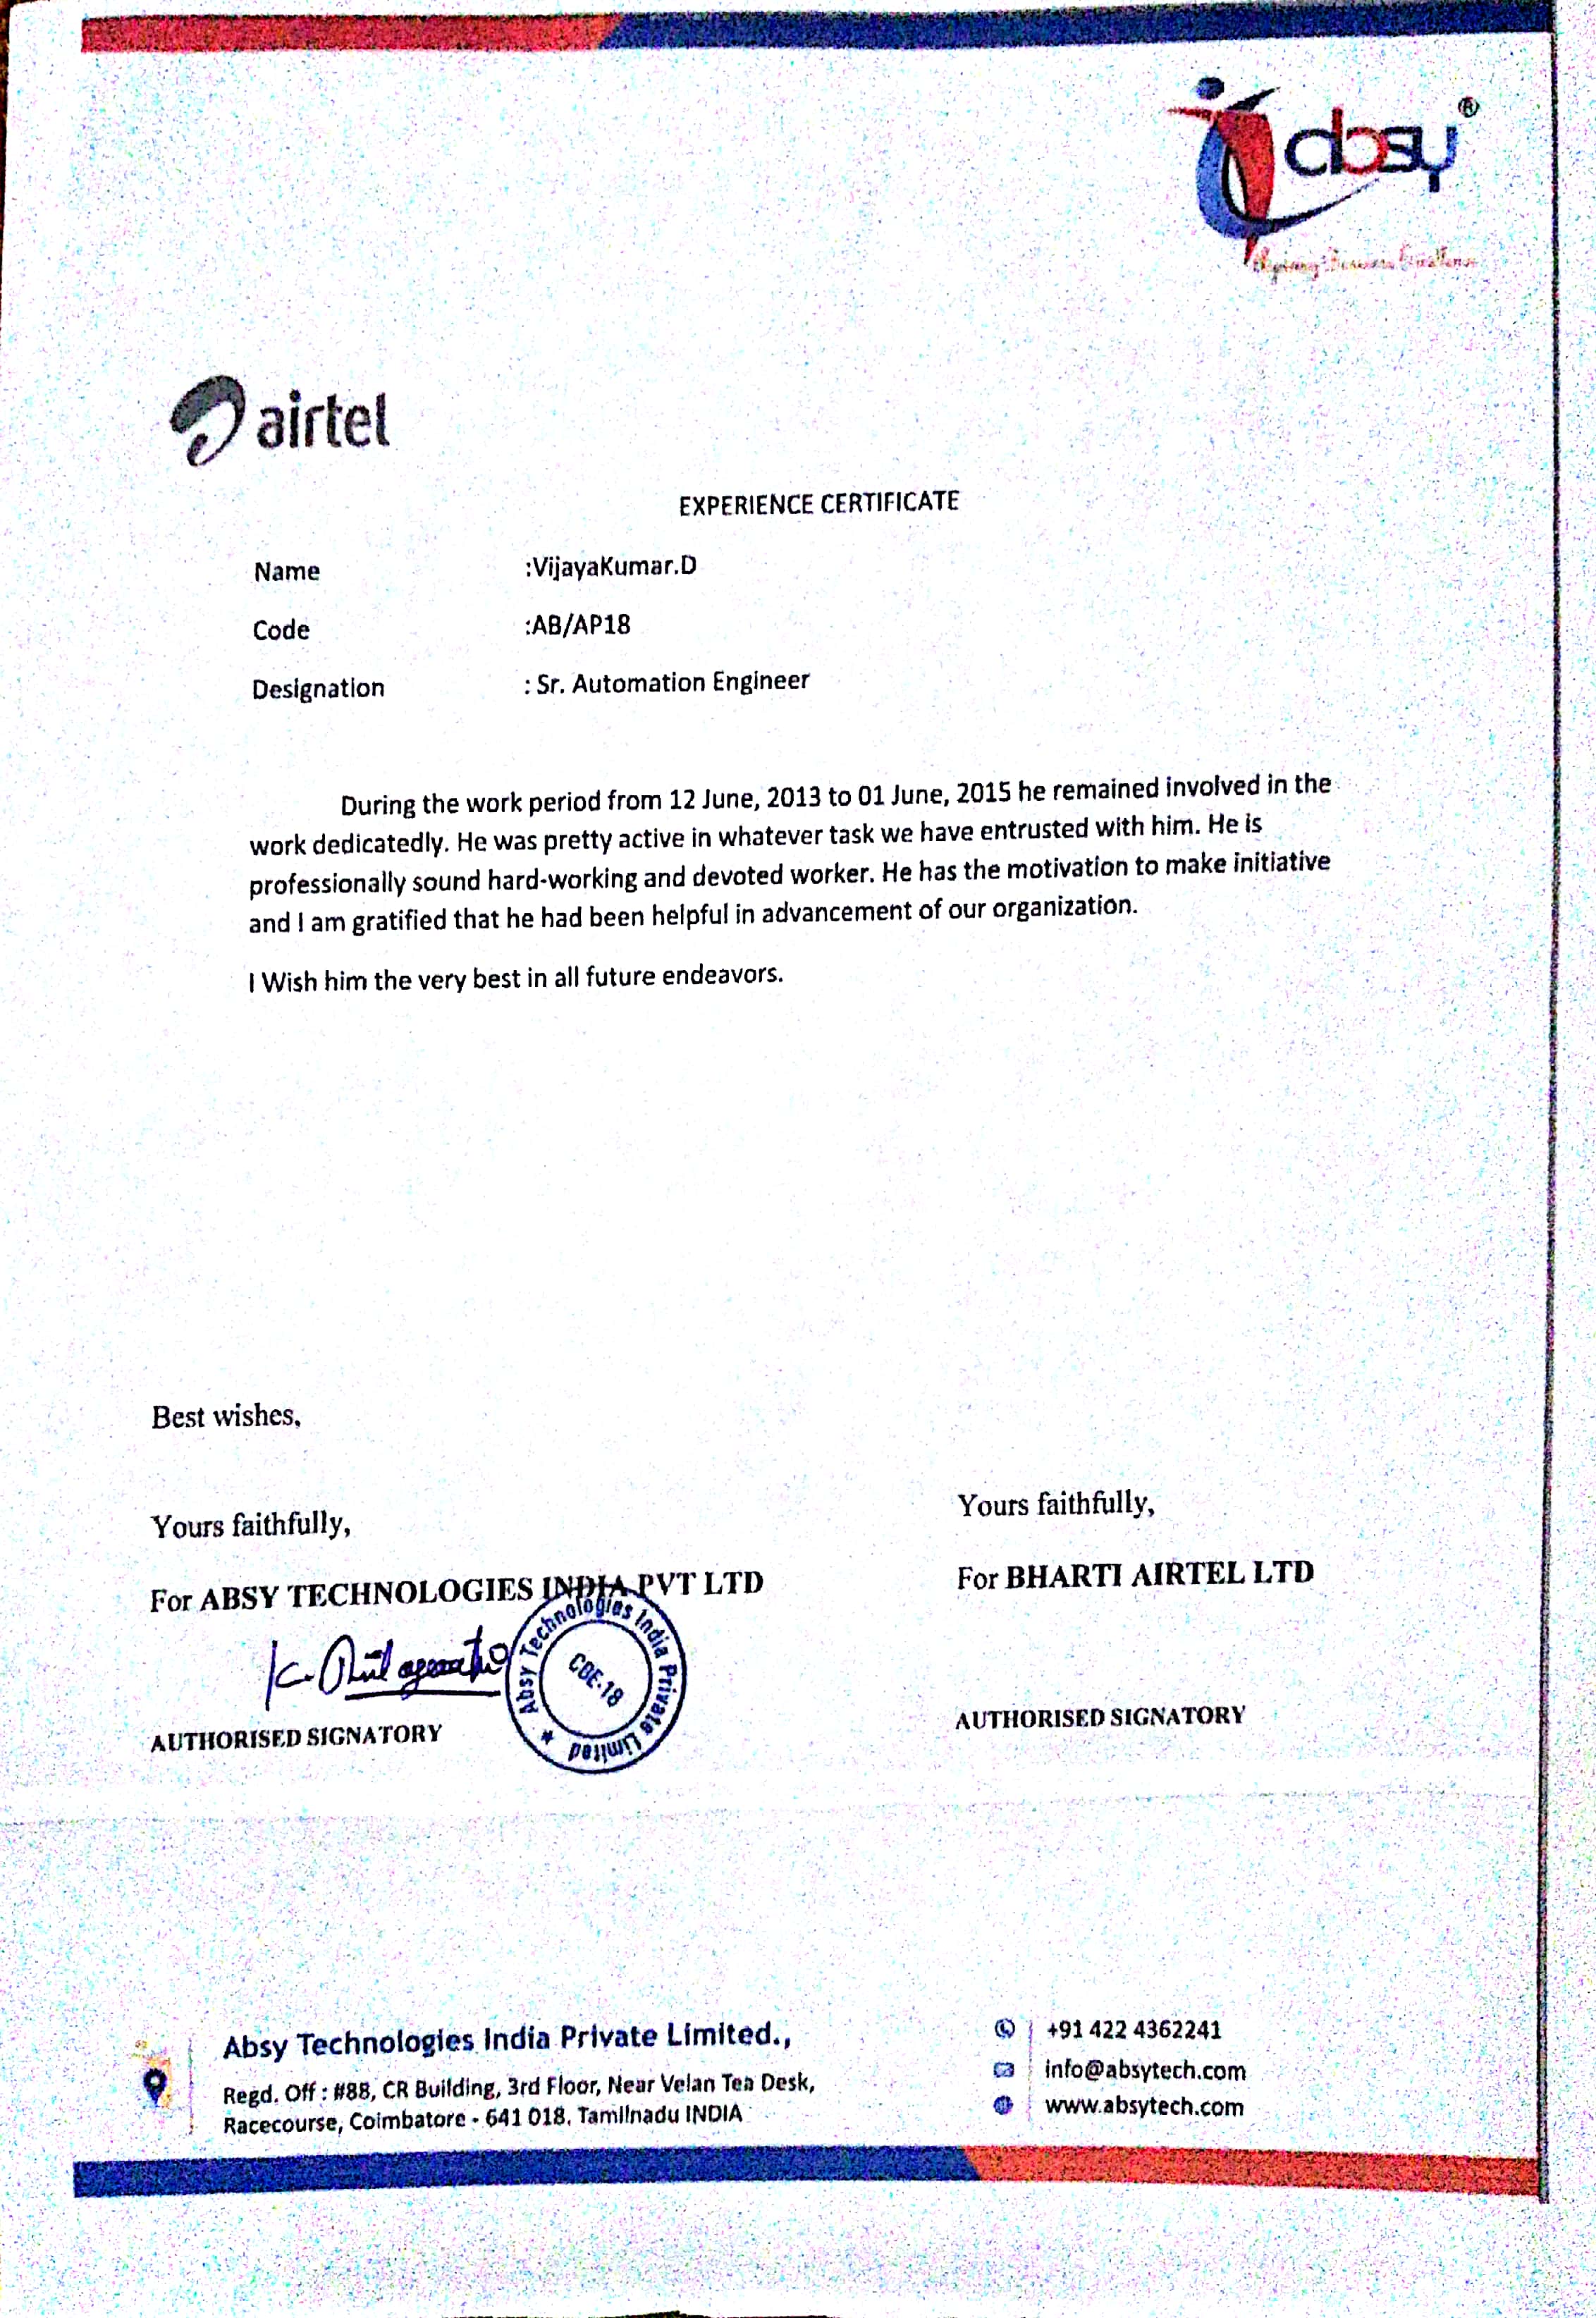 absy®
airtel
EXPERIENCE CERTIFICATE
Name :VijayaKumar.D
Code :AB/AP18
Designation : Sr. Automation Engineer
During the work period from 12 June, 2013 to 01 June, 2015 he remained involved in the
work dedicatedly. He was pretty active in whatever task we have entrusted with him. He is
professionally sound hard-working and devoted worker. He has the motivation to make initiative
and I am gratified that he had been helpful in advancement of our organization.
I Wish him the very best in all future endeavors.
Best wishes,
Yours faithfully,
For ABSY TECHNOLOGIES INDIA PVT LTD
Absy Technologies India Private Limited ★
CBE-18
AUTHORISED SIGNATORY
Yours faithfully,
For BHARTI AIRTEL LTD
AUTHORISED SIGNATORY
Absy Technologies India Private Limited.,
Regd. Off : #88, CR Building, 3rd Floor, Near Velan Tea Desk,
Racecourse, Coimbatore - 641 018, Tamilnadu INDIA
+91 422 4362241
info@absytech.com
www.absytech.com